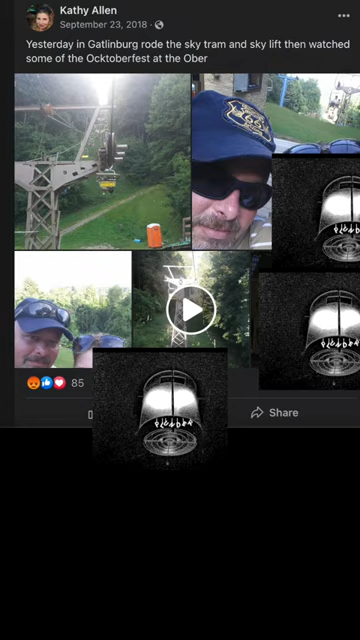 Kathy Allen
September 23, 2018 ·
Yesterday in Gatlinburg rode the sky tram and sky lift then watched
some of the Ocktoberfest at the Ober
66
85
Share